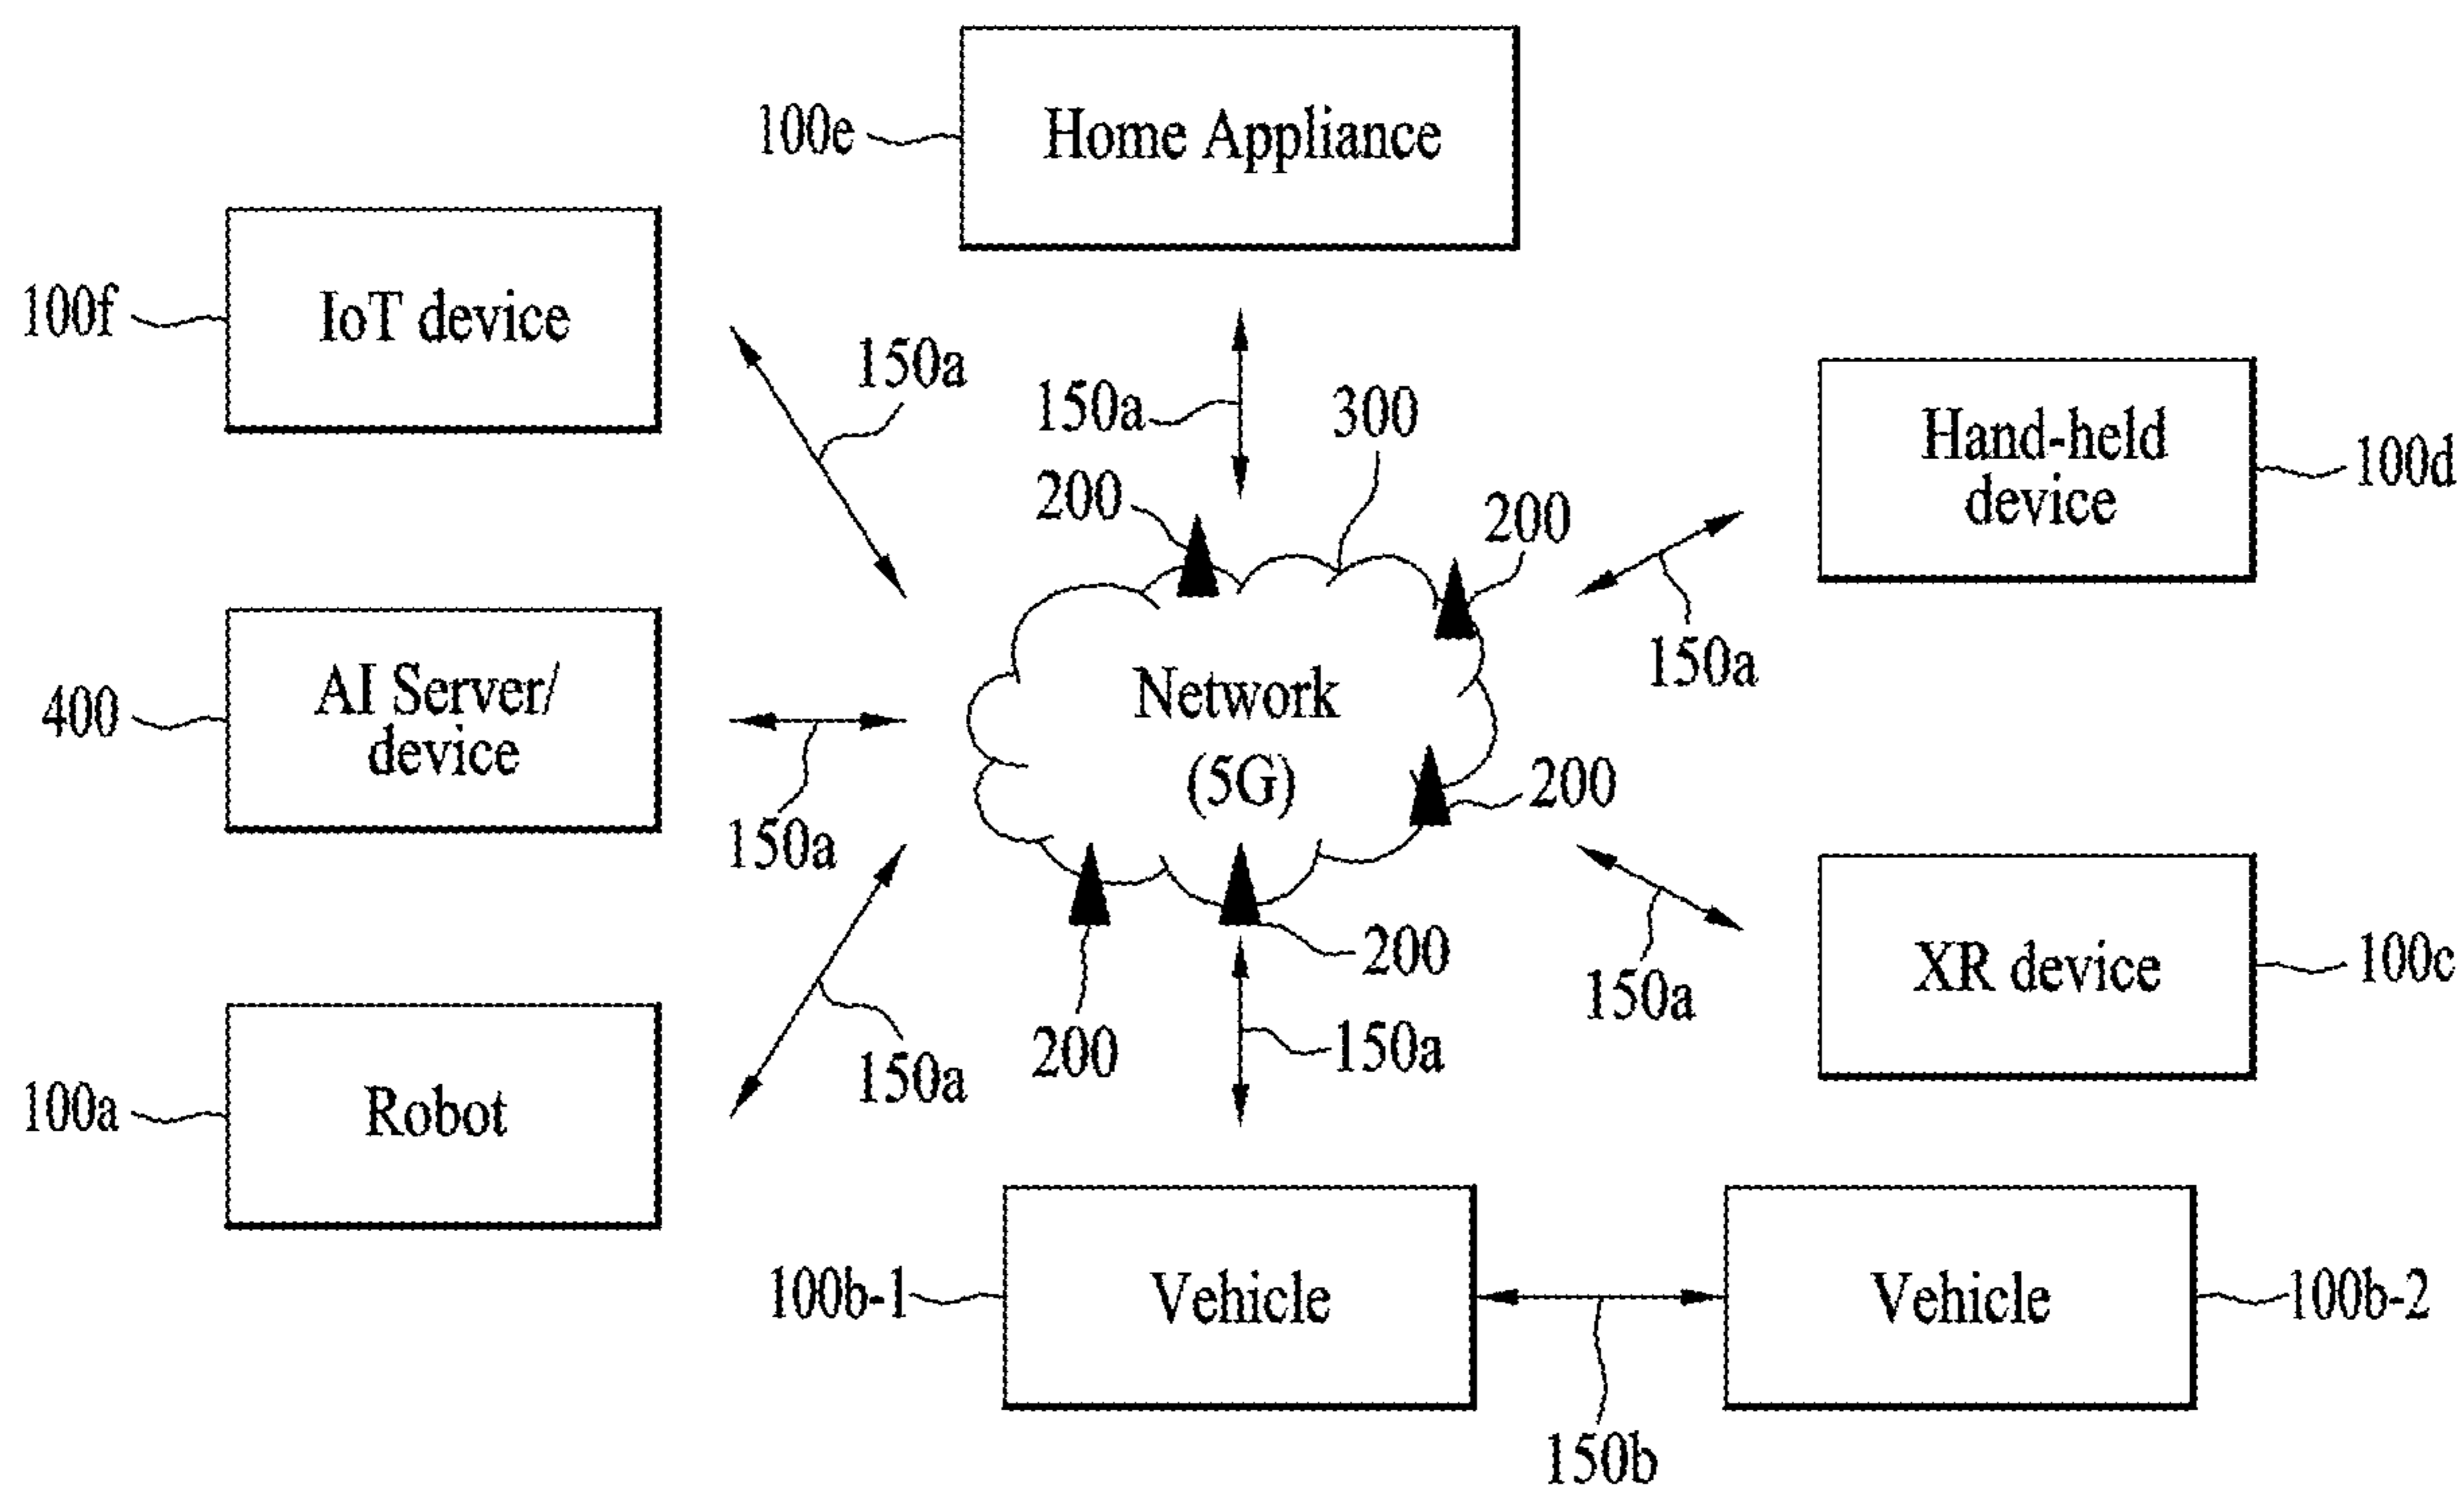 100e
Home Appliance
100f
IoT device
150a
150a
300
200
200
Hand-held
device
100d
150a
400
AI Server/
device
150a
Network
(5G)
200
200
200
150a
150a
150a
XR device
100c
100a
Robot
100b-1
Vehicle
Vehicle
100b-2
150b